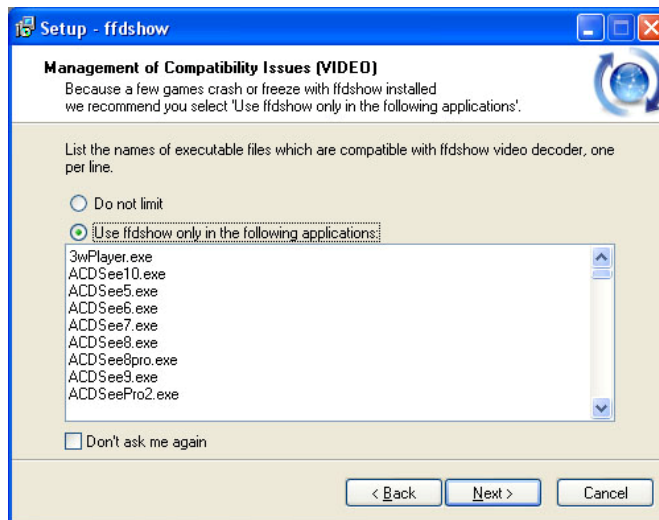 Setup - ffdshow
Management of Compatibility Issues (VIDEO)
Because a few games crash or freeze with ffdshow installed
we recommend you select 'Use ffdshow only in the following applications'.
List the names of executable files which are compatible with ffdshow video decoder, one
per line.
Do not limit
Use ffdshow only in the following applications:
3wPlayer.exe
ACDSee10.exe
ACDSee5.exe
ACDSee6.exe
ACDSee7.exe
ACDSee8.exe
ACDSee8pro.exe
ACDSee9.exe
ACDSeePro2.exe
Don't ask me again
< Back
Next >
Cancel